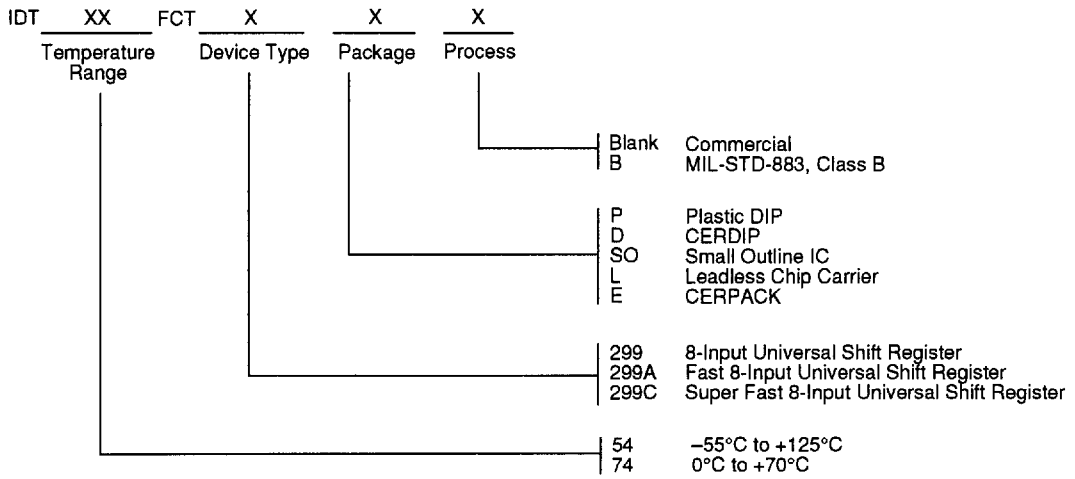 IDT XX FCT X X X
Temperature Range Device Type Package Process
Blank Commercial
B MIL-STD-883, Class B
P Plastic DIP
D CERDIP
SO Small Outline IC
L Leadless Chip Carrier
E CERPACK
299 8-Input Universal Shift Register
299A Fast 8-Input Universal Shift Register
299C Super Fast 8-Input Universal Shift Register
54 –55°C to +125°C
74 0°C to +70°C